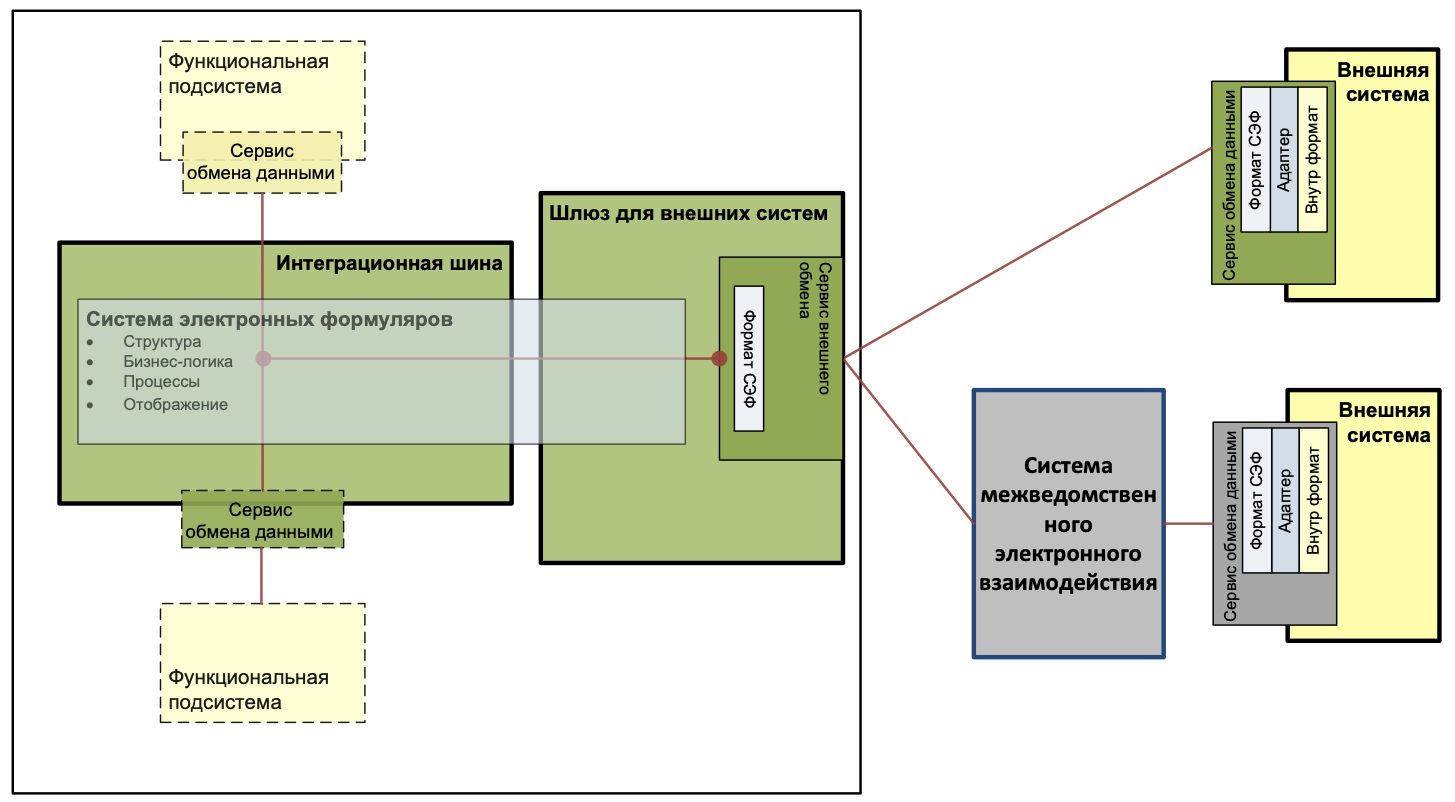 Функциональная
подсистема
Сервис
обмена данными
Интеграционная шина
Система электронных формуляров
• Структура
• Бизнес-логика
• Процессы
• Отображение
Сервис
обмена данными
Функциональная
подсистема
Шлюз для внешних систем
Сервис внешнего
обмена
Формат СЭФ
Внешняя
система
Сервис обмена данными
Формат СЭФ
Адаптер
Внутр формат
Система
межведомствен
ного
электронного
взаимодействия
Внешняя
система
Сервис обмена данными
Формат СЭФ
Адаптер
Внутр формат